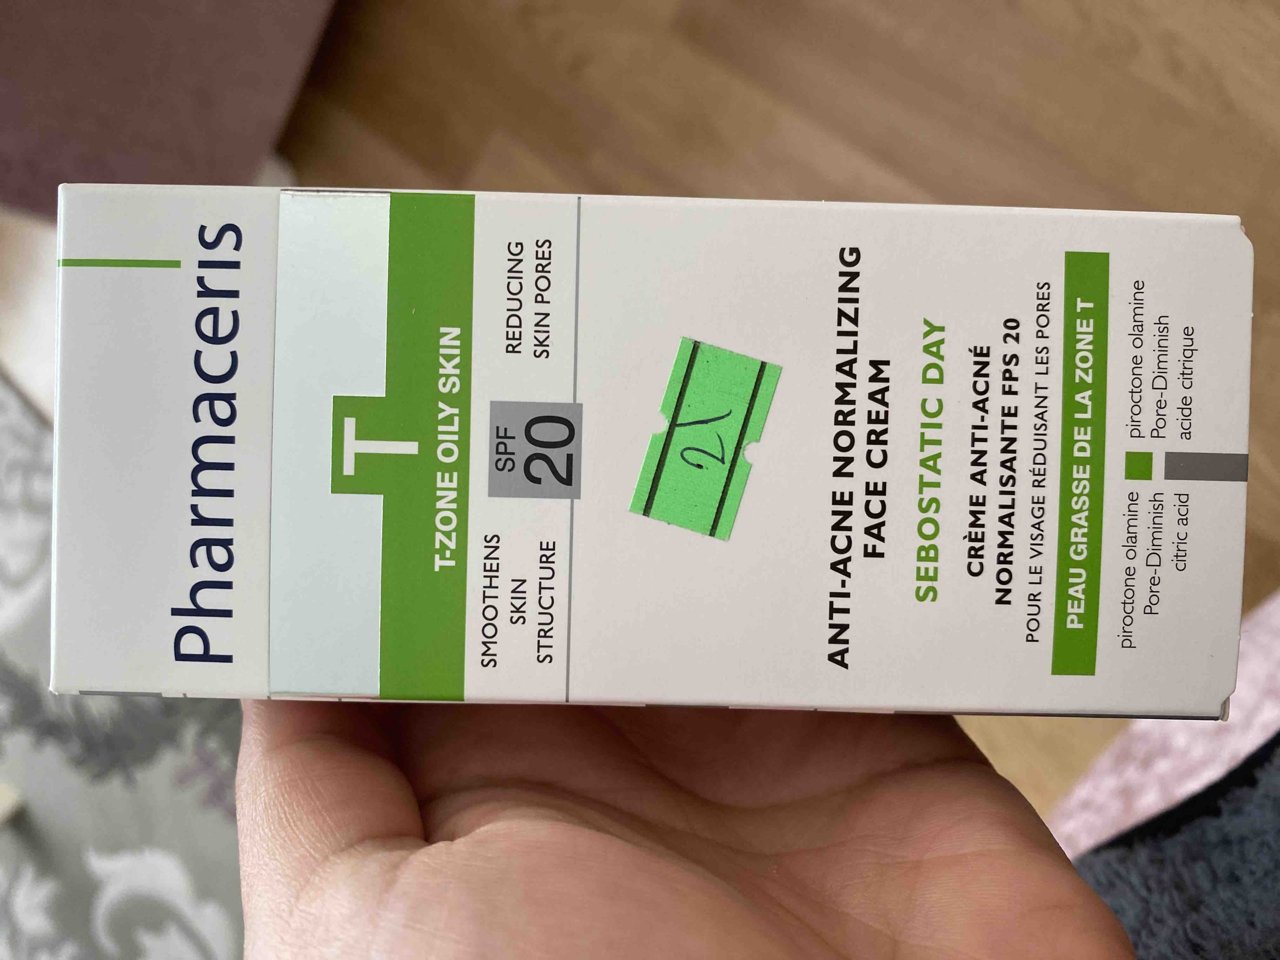 Pharmaceris
T
T-ZONE OILY SKIN
SMOOTHENS
SKIN
STRUCTURE
SPF
20
REDUCING
SKIN PORES
ANTI-ACNE NORMALIZING
FACE CREAM
SEBOSTATIC DAY
CRÈME ANTI-ACNÉ
NORMALISANTE FPS 20
POUR LE VISAGE RÉDUISANT LES PORES
PEAU GRASSE DE LA ZONE T
piroctone olamine
Pore-Diminish
citric acid
piroctone olamine
Pore-Diminish
acide citrique